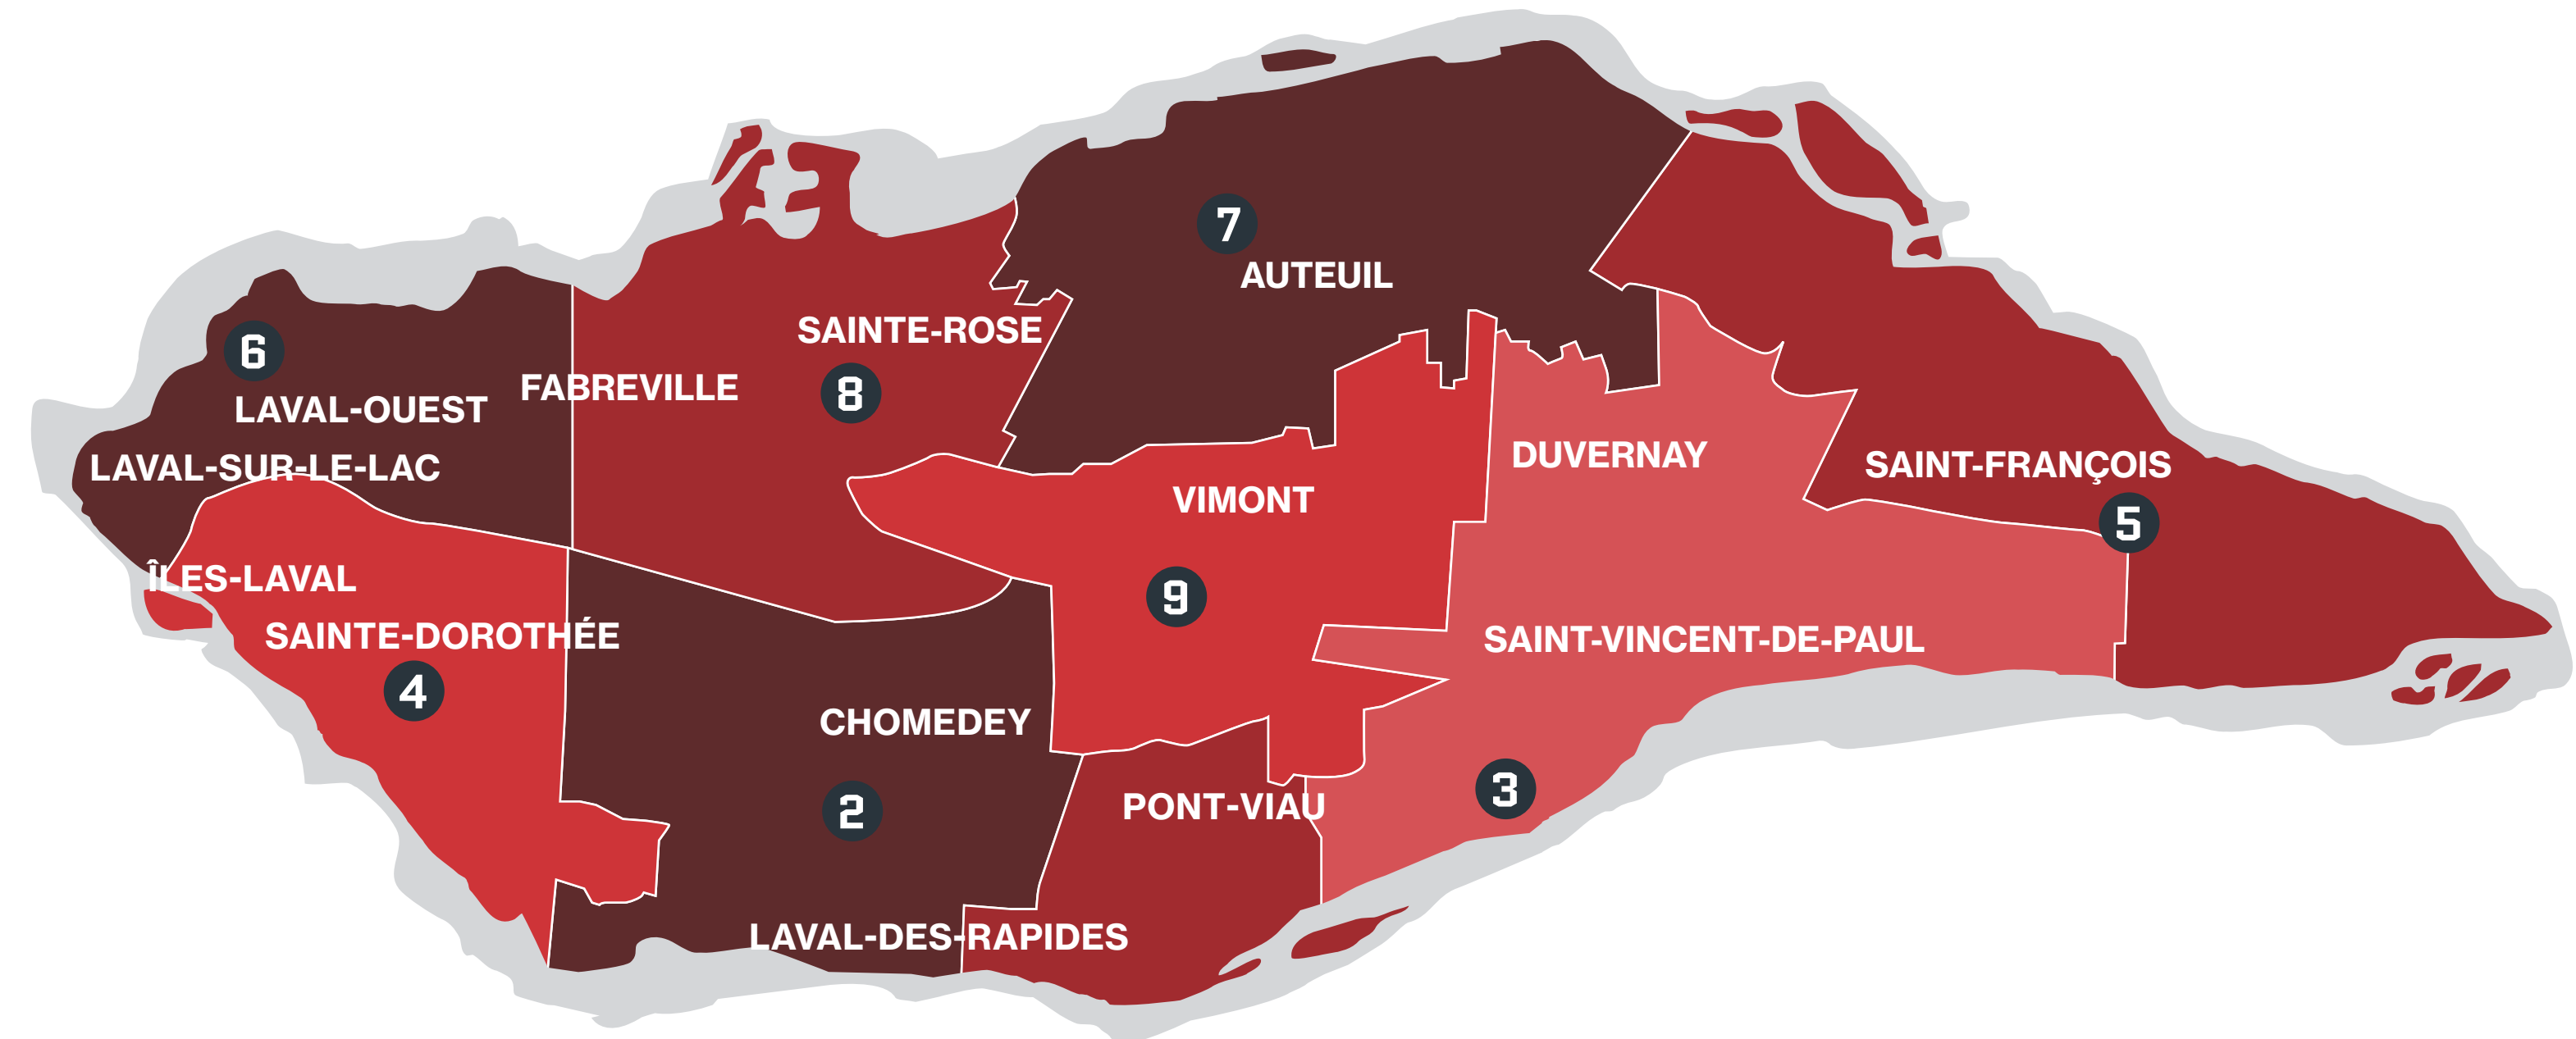 7
AUTEUIL
SAINTE-ROSE
6
FABREVILLE
8
LAVAL-OUEST
DUVERNAY
LAVAL-SUR-LE-LAC
SAINT-FRANÇOIS
VIMONT
5
ÎLES-LAVAL
9
SAINTE-DOROTHÉE
SAINT-VINCENT-DE-PAUL
4
CHOMEDEY
3
PONT-VIAU
2
LAVAL-DES-RAPIDES